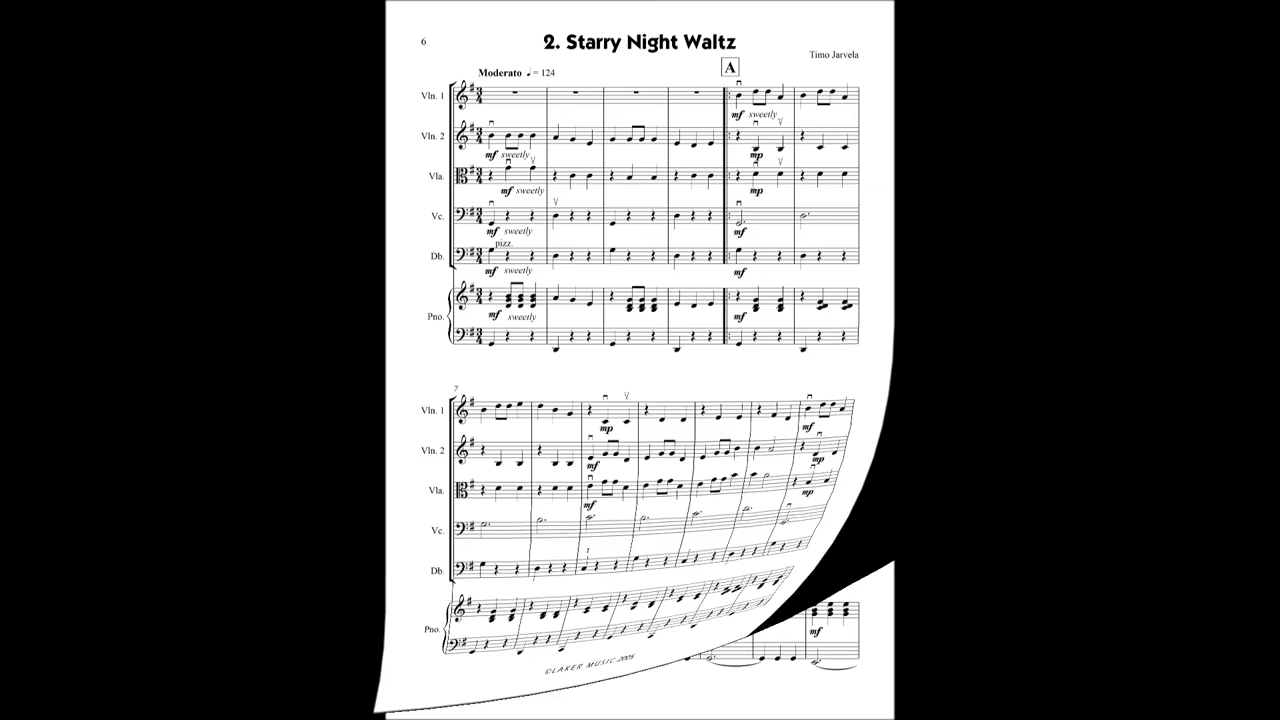 6
2. Starry Night Waltz
Timo Jarvela
A
Moderato ♩ = 124
Vln. 1
mf sweetly
Vln. 2
mf sweetly
mp
Vla.
mf sweetly
mp
Vc.
mf sweetly
mf
pizz.
Db.
mf sweetly
mf
Pno.
mf sweetly
mf
7
Vln. 1
mp
mf
Vln. 2
mf
mp
Vla.
mf
mp
Vc.
2
Db.
Pno.
mf
©LAKER MUSIC 2005